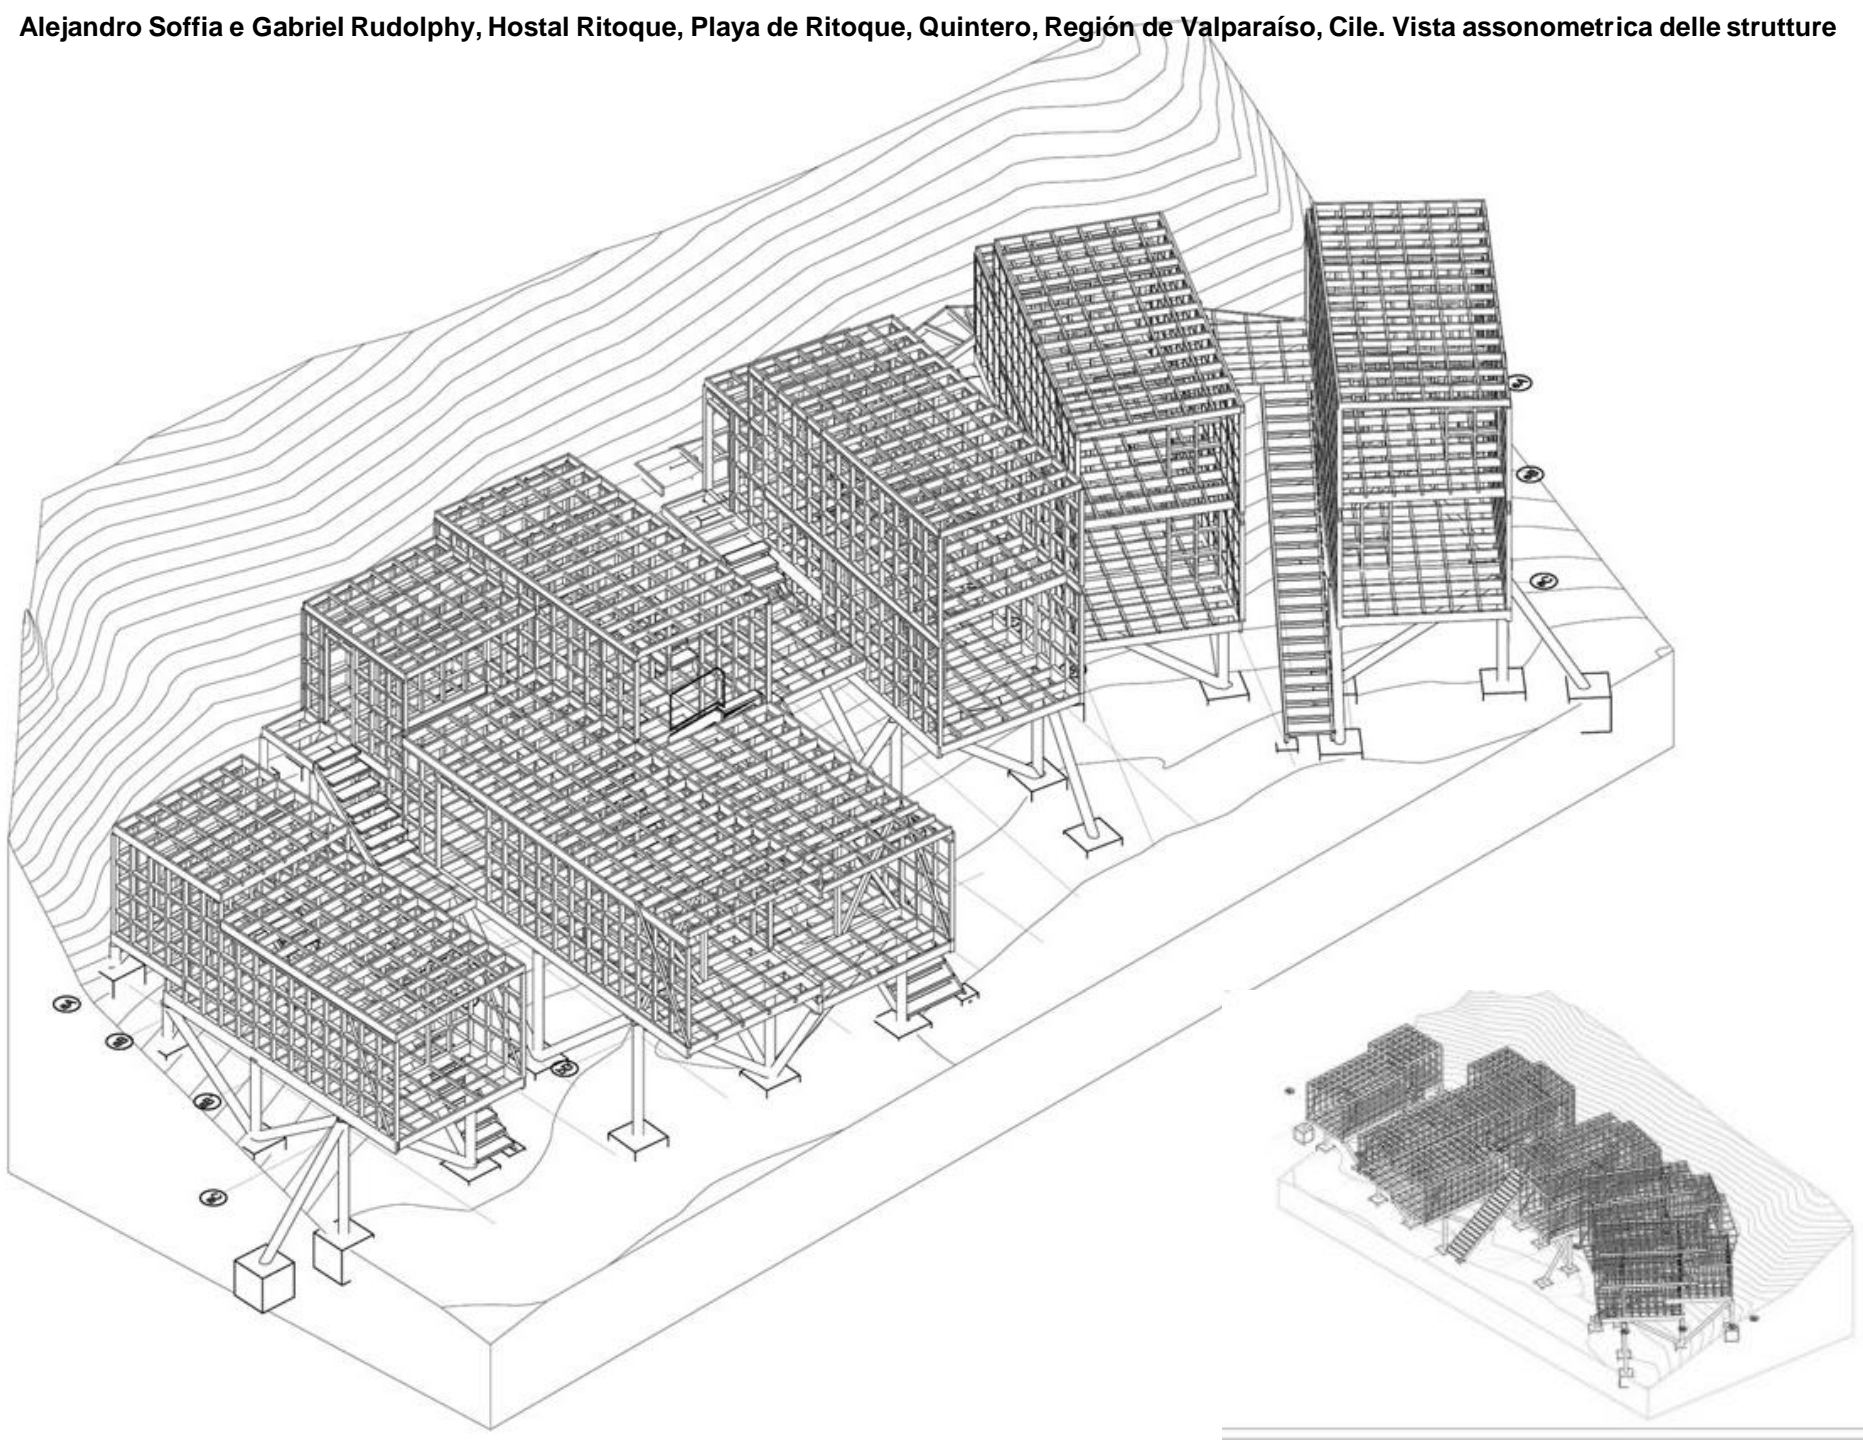 Alejandro Soffia e Gabriel Rudolphy, Hostal Ritoque, Playa de Ritoque, Quintero, Región de Valparaíso, Cile. Vista assonometrica delle strutture